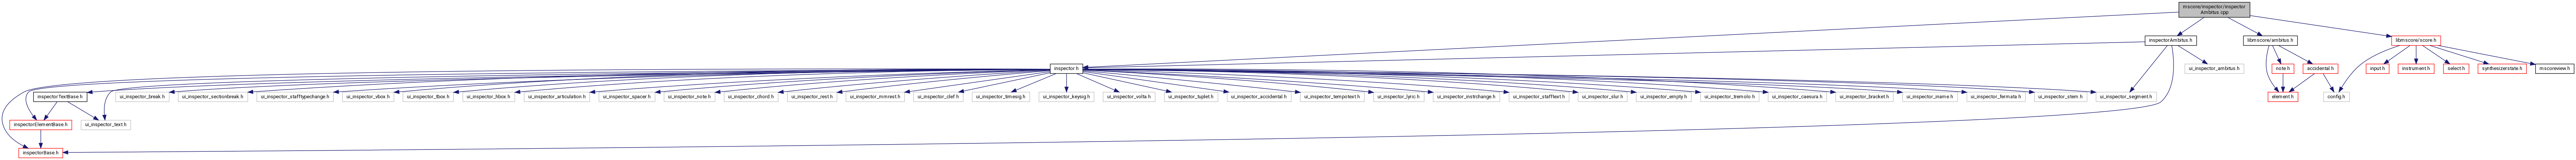 mscore/inspector/inspector
Ambitus.cpp
inspectorAmbitus.h
libmscore/ambitus.h
libmscore/score.h
inspector.h
ui_inspector_ambitus.h
note.h
accidental.h
input.h
instrument.h
select.h
synthesizerstate.h
mscoreview.h
inspectorTextBase.h
ui_inspector_break.h
ui_inspector_sectionbreak.h
ui_inspector_stafftypechange.h
ui_inspector_vbox.h
ui_inspector_tbox.h
ui_inspector_hbox.h
ui_inspector_articulation.h
ui_inspector_spacer.h
ui_inspector_note.h
ui_inspector_chord.h
ui_inspector_rest.h
ui_inspector_mmrest.h
ui_inspector_clef.h
ui_inspector_timesig.h
ui_inspector_keysig.h
ui_inspector_volta.h
ui_inspector_tuplet.h
ui_inspector_accidental.h
ui_inspector_tempotext.h
ui_inspector_lyric.h
ui_inspector_instrchange.h
ui_inspector_stafftext.h
ui_inspector_slur.h
ui_inspector_empty.h
ui_inspector_tremolo.h
ui_inspector_caesura.h
ui_inspector_bracket.h
ui_inspector_iname.h
ui_inspector_fermata.h
ui_inspector_stem.h
ui_inspector_segment.h
element.h
config.h
inspectorElementBase.h
ui_inspector_text.h
inspectorBase.h